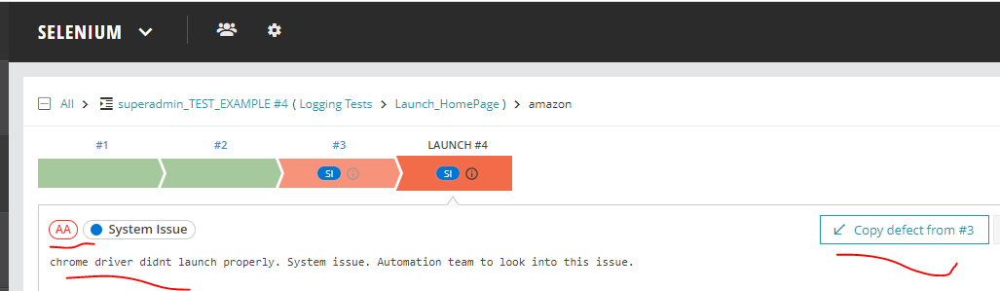 SELENIUM
All > superadmin_TEST_EXAMPLE #4 ( Logging Tests > Launch_HomePage ) > amazon
#1 #2 #3 LAUNCH #4
SI SI
AA System Issue Copy defect from #3
chrome driver didnt launch properly. System issue. Automation team to look into this issue.